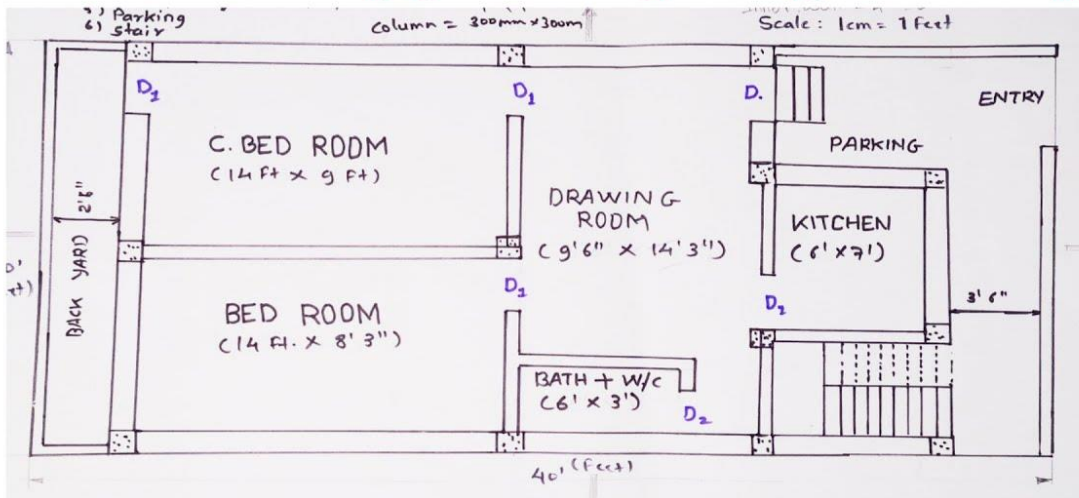 5) Parking
6) Stair
Column = 300mm x 300m
Scale: 1cm = 1 Feet
D1
D1
D.
ENTRY
C. BED ROOM
(14 Ft x 9 Ft)
PARKING
DRAWING
ROOM
(9'6" x 14'3")
KITCHEN
(6' x 7')
2'6"
BACK YARD
D1
D2
3'6"
BED ROOM
(14 Ft. x 8'3")
BATH + W/C
(6' x 3')
D2
40' (Feet)